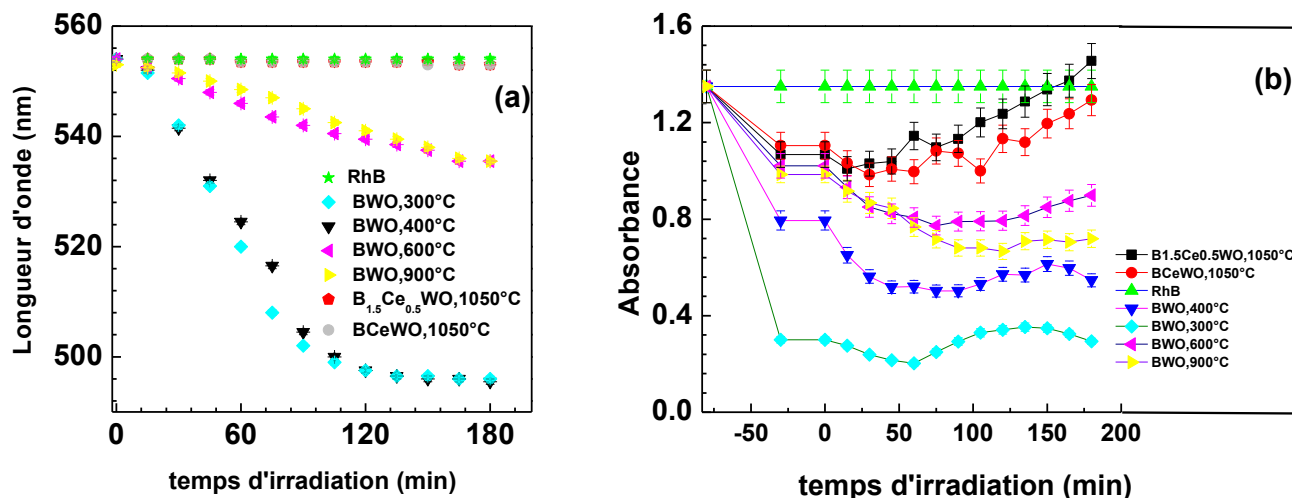 560
540
520
500
Longueur d'onde (nm)
(a)
RhB
BWO,300°C
BWO,400°C
BWO,600°C
BWO,900°C
B1.5Ce0.5WO,1050°C
BCeWO,1050°C
0 60 120 180
temps d'irradiation (min)
1.6
1.2
0.8
0.4
0.0
Absorbance
(b)
B1.5Ce0.5WO,1050°C
BCeWO,1050°C
RhB
BWO,400°C
BWO,300°C
BWO,600°C
BWO,900°C
-50 0 50 100 150 200
temps d'irradiation (min)